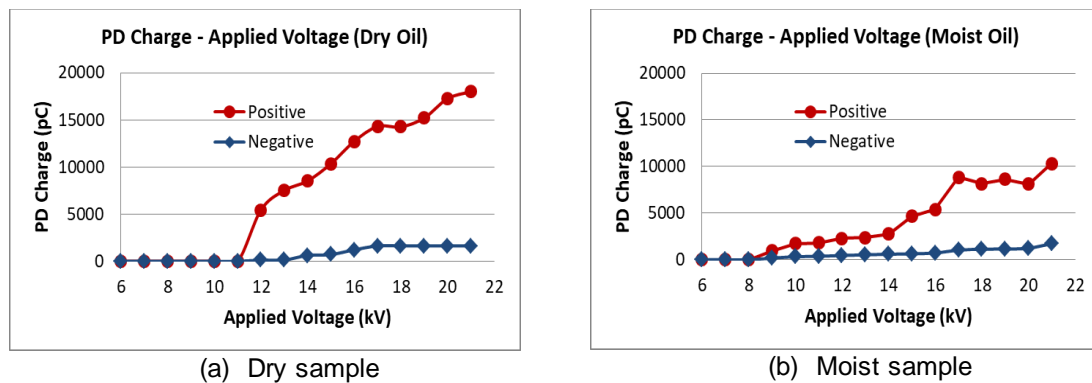 PD Charge - Applied Voltage (Dry Oil)
PD Charge (pC)
20000
15000
10000
5000
0
Positive
Negative
6 8 10 12 14 16 18 20 22
Applied Voltage (kV)
(a) Dry sample
PD Charge - Applied Voltage (Moist Oil)
PD Charge (pC)
20000
15000
10000
5000
0
Positive
Negative
6 8 10 12 14 16 18 20 22
Applied Voltage (kV)
(b) Moist sample